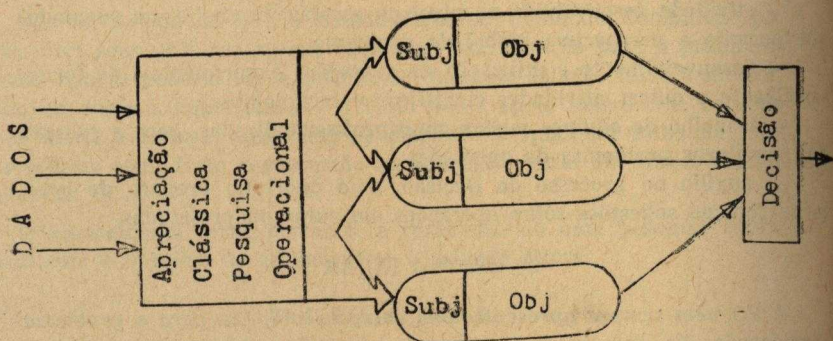 DADOS
Apreciação
Clássica
Pesquisa
Operacional
Subj Obj
Subj Obj
Subj Obj
Decisão